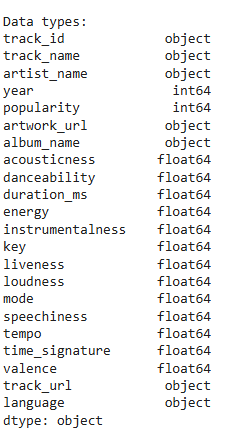 Data types:
track_id object
track_name object
artist_name object
year int64
popularity int64
artwork_url object
album_name object
acousticness float64
danceability float64
duration_ms float64
energy float64
instrumentalness float64
key float64
liveness float64
loudness float64
mode float64
speechiness float64
tempo float64
time_signature float64
valence float64
track_url object
language object
dtype: object